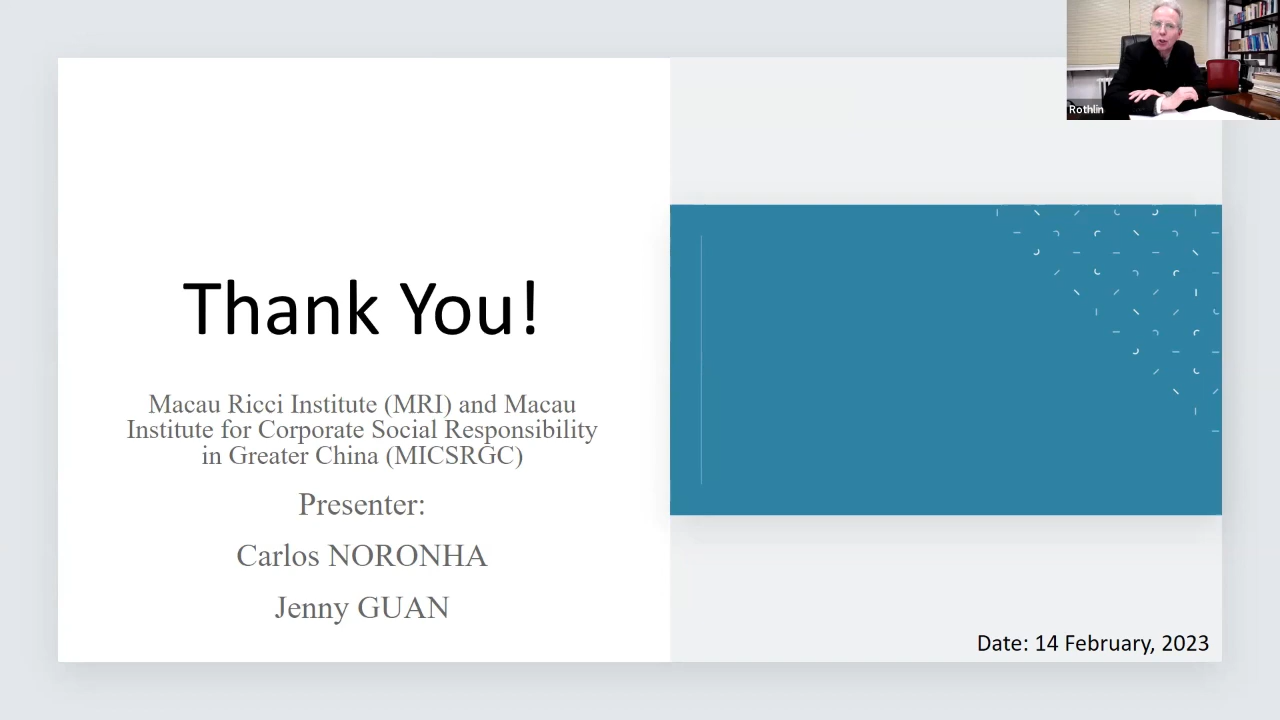 Rothlin
Thank You!
Macau Ricci Institute (MRI) and Macau
Institute for Corporate Social Responsibility
in Greater China (MICSRGC)
Presenter:
Carlos NORONHA
Jenny GUAN
Date: 14 February, 2023